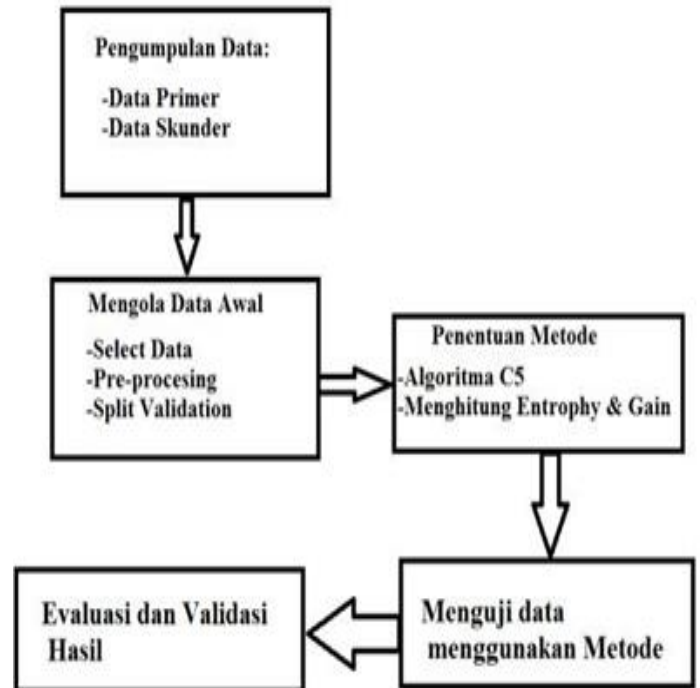 Pengumpulan Data:
-Data Primer
-Data Skunder
Mengola Data Awal
-Select Data
-Pre-procesing
-Split Validation
Penentuan Metode
-Algoritma C5
-Menghitung Entrophy & Gain
Menguji data
menggunakan Metode
Evaluasi dan Validasi
Hasil